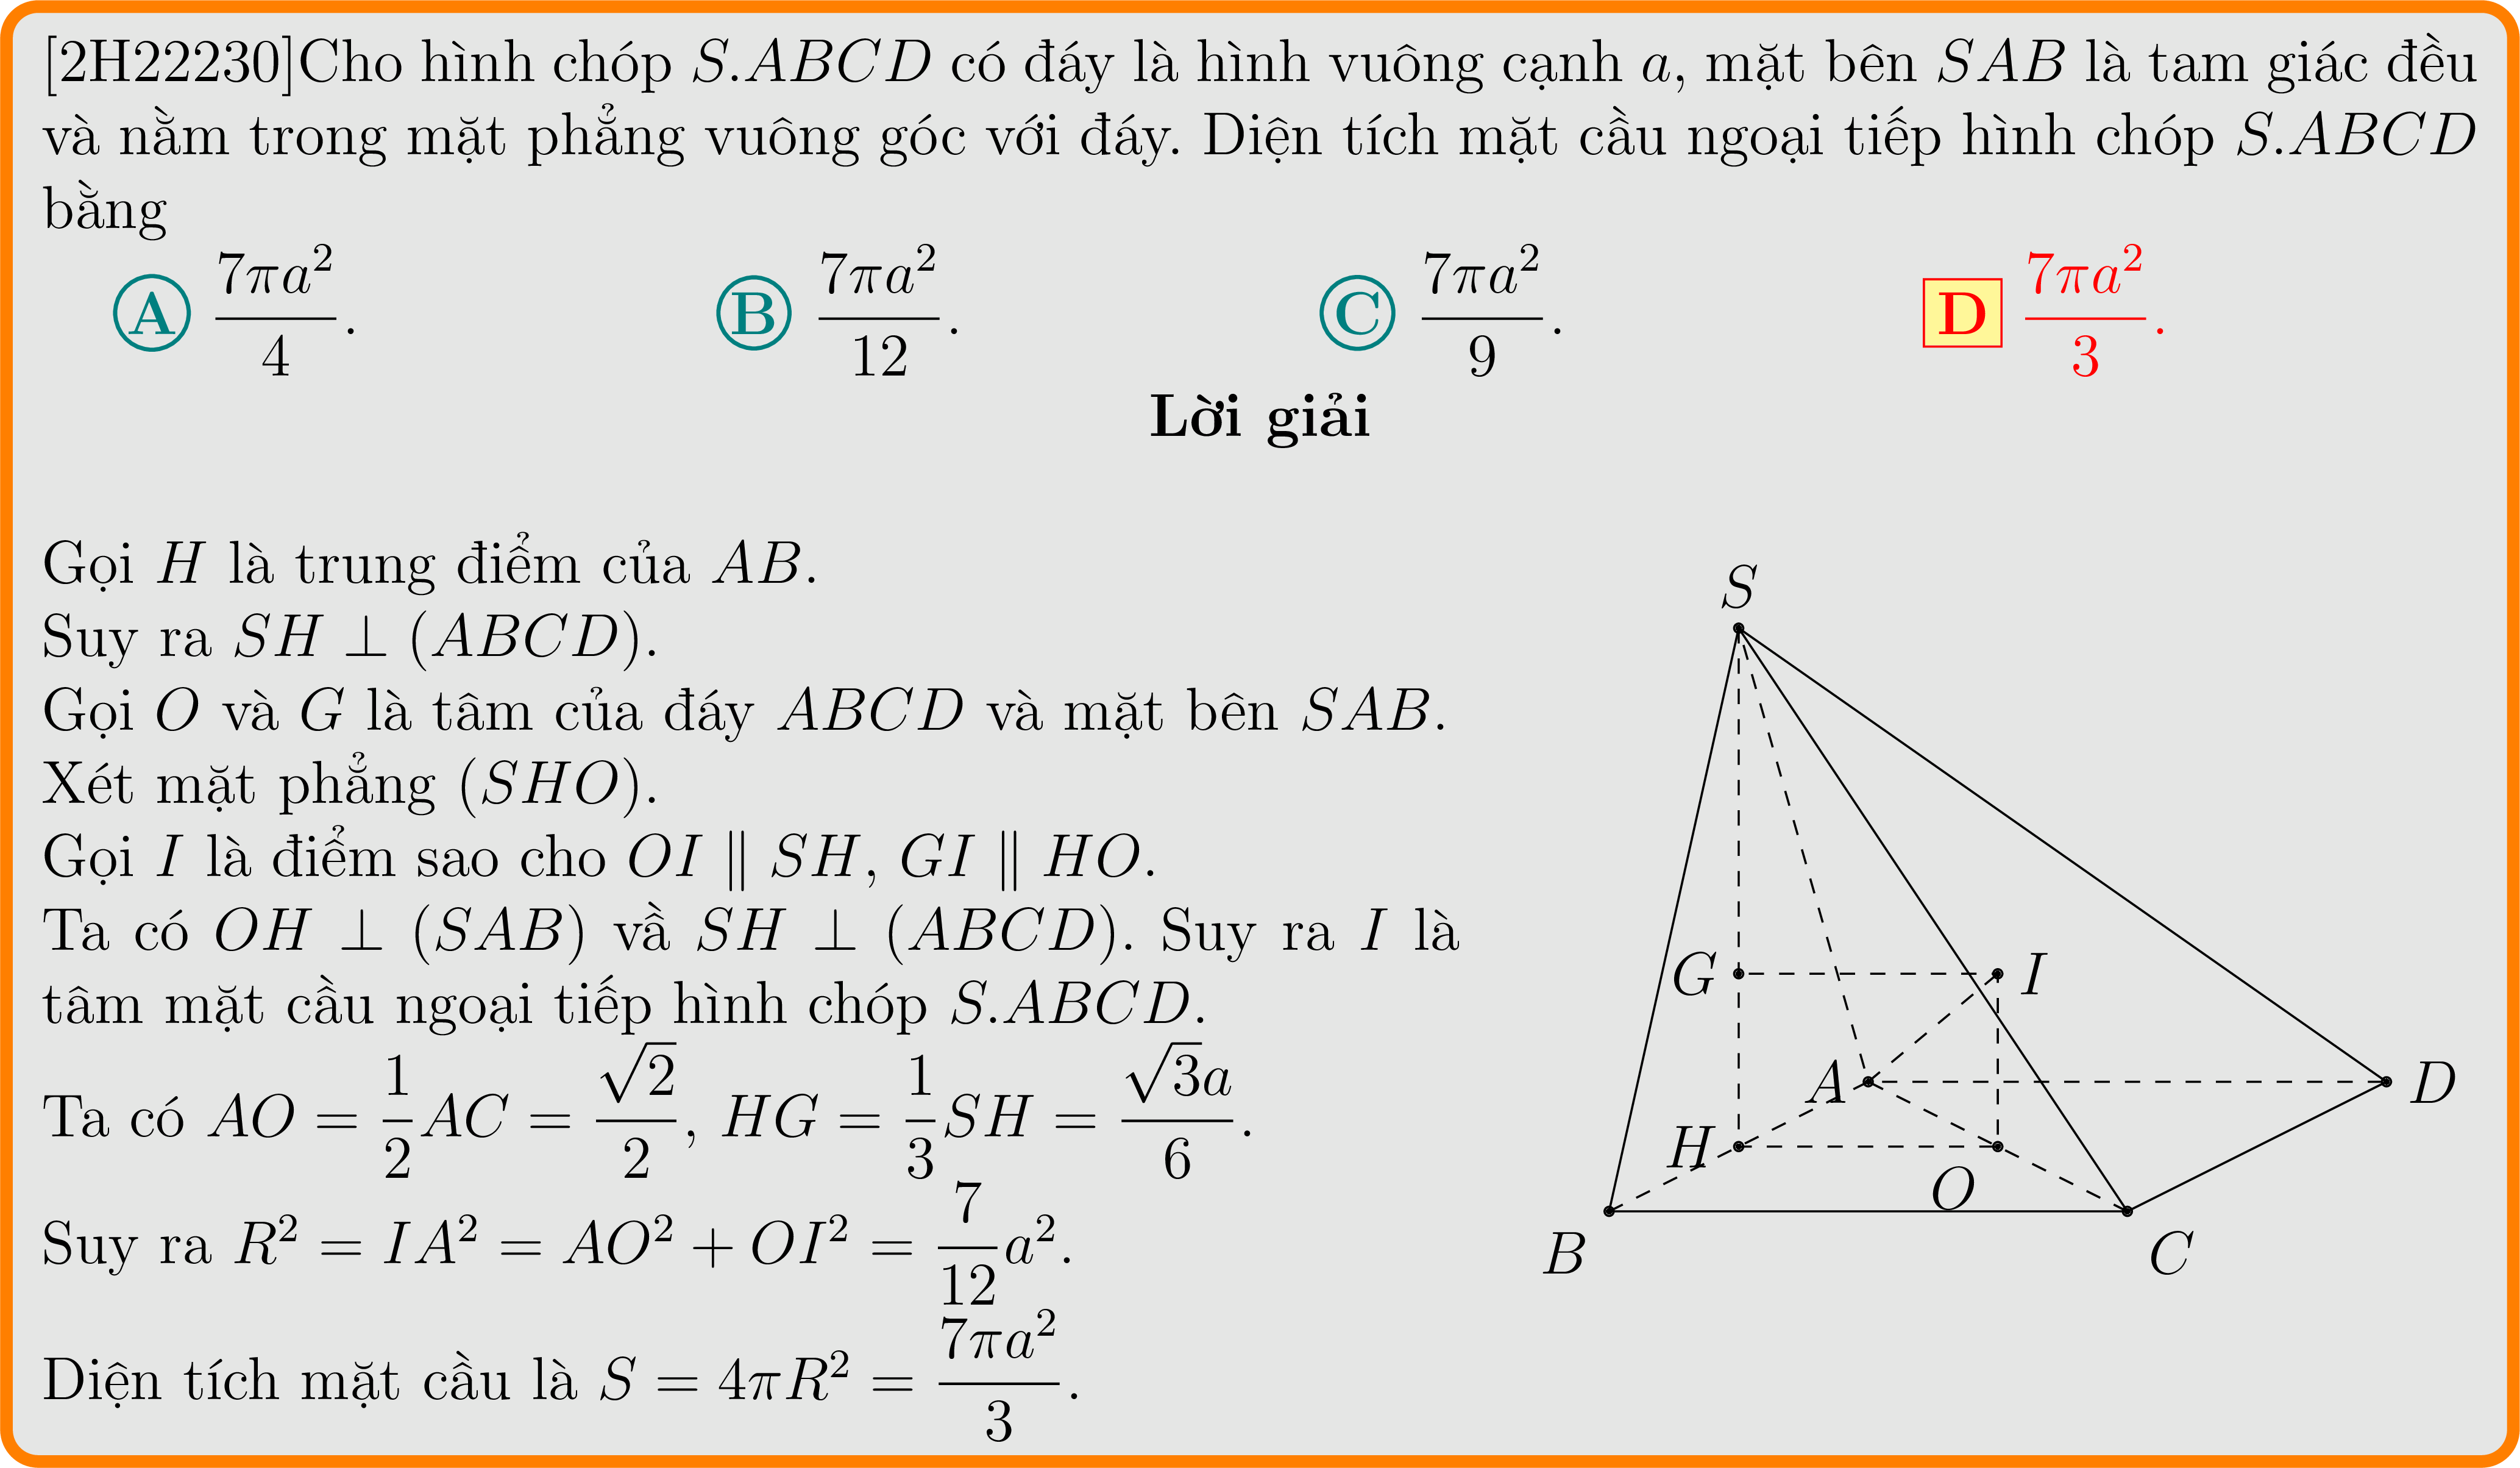 [2H22230]Cho hình chóp S.ABCD có đáy là hình vuông cạnh a, mặt bên SAB là tam giác đều
và nằm trong mặt phẳng vuông góc với đáy. Diện tích mặt cầu ngoại tiếp hình chóp S.ABCD
bằng
A $\frac{7\pi a^2}{4}$. B $\frac{7\pi a^2}{12}$. C $\frac{7\pi a^2}{9}$. D $\frac{7\pi a^2}{3}$.
Lời giải
Gọi H là trung điểm của AB.
Suy ra SH ⊥ (ABCD).
Gọi O và G là tâm của đáy ABCD và mặt bên SAB.
Xét mặt phẳng (SHO).
Gọi I là điểm sao cho OI ∥ SH, GI ∥ HO.
Ta có OH ⊥ (SAB) vầ SH ⊥ (ABCD). Suy ra I là
tâm mặt cầu ngoại tiếp hình chóp S.ABCD.
Ta có $AO = \frac{1}{2}AC = \frac{\sqrt{2}}{2}$, $HG = \frac{1}{3}SH = \frac{\sqrt{3}a}{6}$.
Suy ra $R^2 = IA^2 = AO^2 + OI^2 = \frac{7}{12}a^2$.
Diện tích mặt cầu là $S = 4\pi R^2 = \frac{7\pi a^2}{3}$.
S
G
I
A
D
H
O
B
C